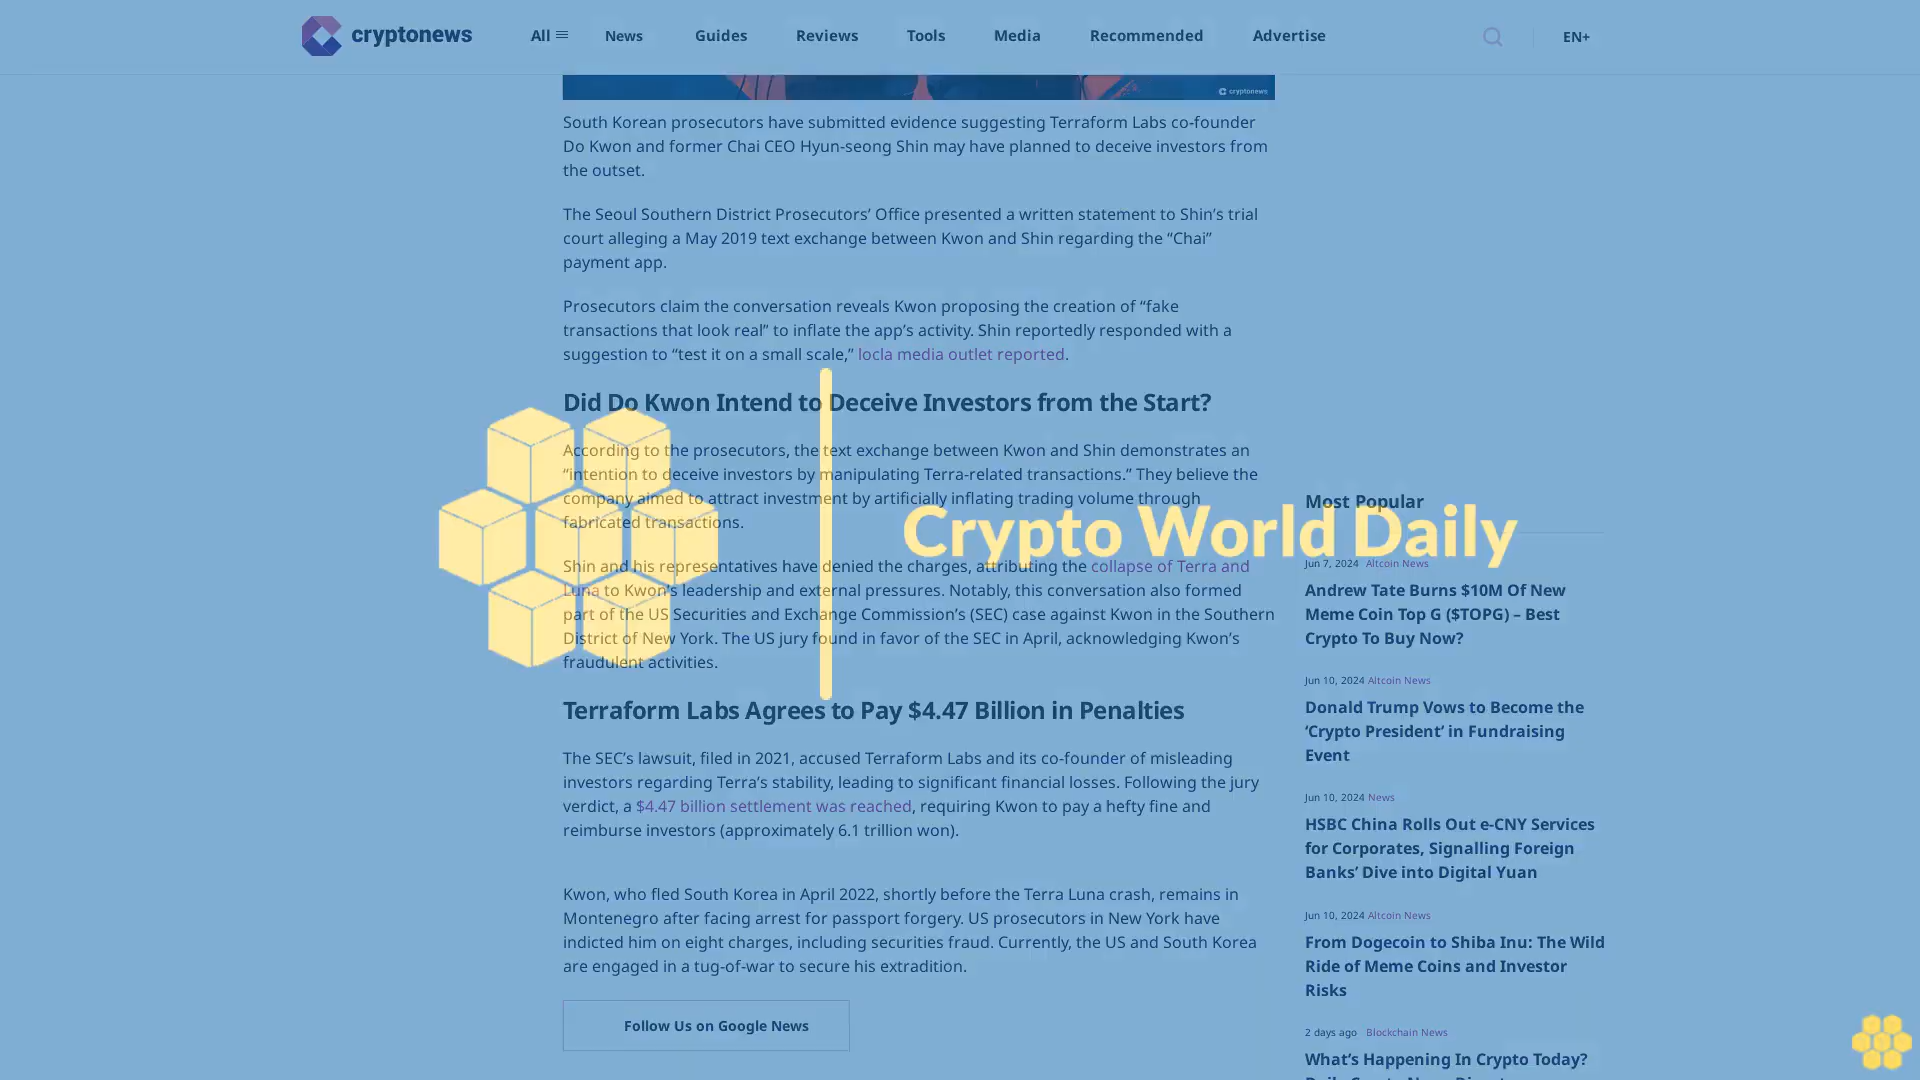 cryptonews
All
News
Guides
Reviews
Tools
Media
Recommended
Advertise
EN+
cryptonews
South Korean prosecutors have submitted evidence suggesting Terraform Labs co-founder
Do Kwon and former Chai CEO Hyun-seong Shin may have planned to deceive investors from
the outset.
The Seoul Southern District Prosecutors’ Office presented a written statement to Shin’s trial
court alleging a May 2019 text exchange between Kwon and Shin regarding the “Chai”
payment app.
Prosecutors claim the conversation reveals Kwon proposing the creation of “fake
transactions that look real” to inflate the app’s activity. Shin reportedly responded with a
suggestion to “test it on a small scale,” locla media outlet reported.
Did Do Kwon Intend to Deceive Investors from the Start?
According to the prosecutors, the text exchange between Kwon and Shin demonstrates an
“intention to deceive investors by manipulating Terra-related transactions.” They believe the
company aimed to attract investment by artificially inflating trading volume through
fabricated transactions.
Shin and his representatives have denied the charges, attributing the collapse of Terra and
Luna to Kwon’s leadership and external pressures. Notably, this conversation also formed
part of the US Securities and Exchange Commission’s (SEC) case against Kwon in the Southern
District of New York. The US jury found in favor of the SEC in April, acknowledging Kwon’s
fraudulent activities.
Terraform Labs Agrees to Pay $4.47 Billion in Penalties
The SEC’s lawsuit, filed in 2021, accused Terraform Labs and its co-founder of misleading
investors regarding Terra’s stability, leading to significant financial losses. Following the jury
verdict, a $4.47 billion settlement was reached, requiring Kwon to pay a hefty fine and
reimburse investors (approximately 6.1 trillion won).
Kwon, who fled South Korea in April 2022, shortly before the Terra Luna crash, remains in
Montenegro after facing arrest for passport forgery. US prosecutors in New York have
indicted him on eight charges, including securities fraud. Currently, the US and South Korea
are engaged in a tug-of-war to secure his extradition.
Follow Us on Google News
Crypto World Daily
Most Popular
Jun 7, 2024 Altcoin News
Andrew Tate Burns $10M Of New
Meme Coin Top G ($TOPG) – Best
Crypto To Buy Now?
Jun 10, 2024 Altcoin News
Donald Trump Vows to Become the
‘Crypto President’ in Fundraising
Event
Jun 10, 2024 News
HSBC China Rolls Out e-CNY Services
for Corporates, Signalling Foreign
Banks’ Dive into Digital Yuan
Jun 10, 2024 Altcoin News
From Dogecoin to Shiba Inu: The Wild
Ride of Meme Coins and Investor
Risks
2 days ago Blockchain News
What’s Happening In Crypto Today?